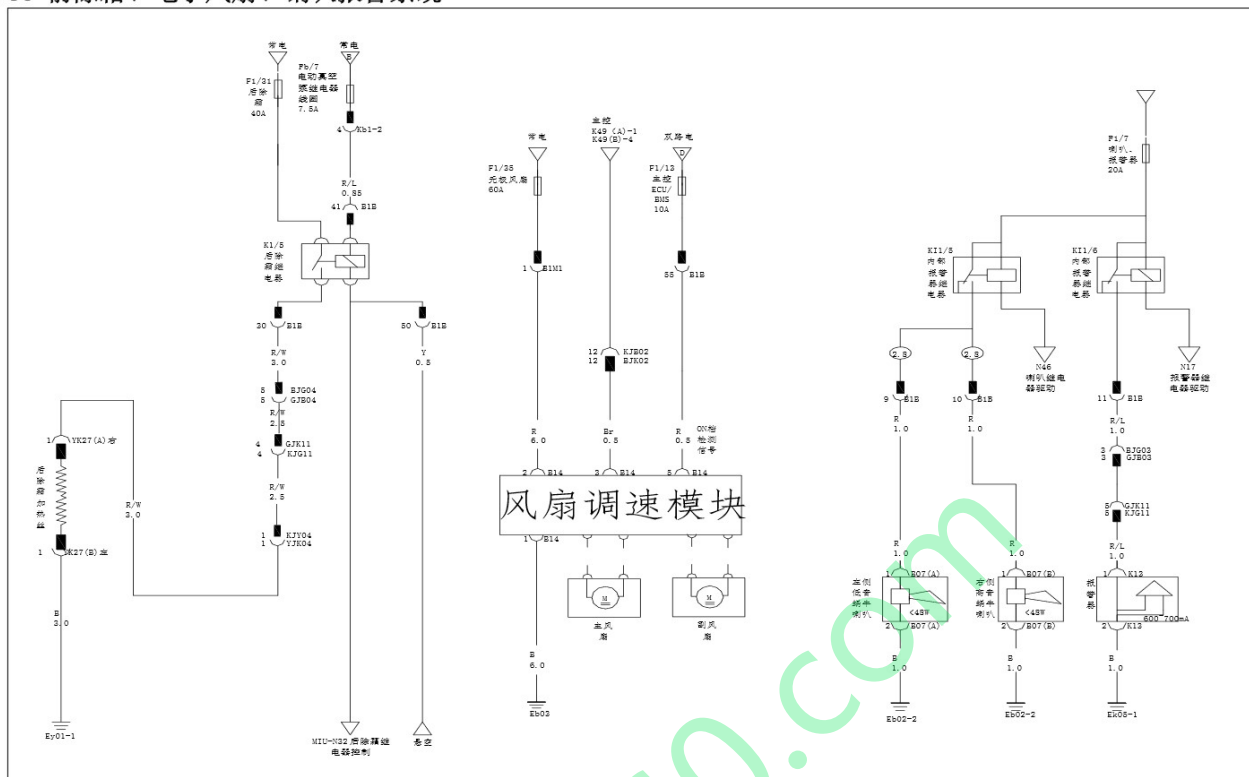 常电
常电
B
F1/31
后除
霜
40A
Fb/7
电动真空
泵继电器
线圈
7.5A
4 Kb1-2
R/L
0.85
41 B1B
K1/5
后除
霜继
电器
30 B1B
50 B1B
R/W
3.0
Y
0.5
5 BJG04
5 GJB04
R/W
2.5
4 GJK11
4 KJG11
R/W
2.5
1 KJY04
1 YJK04
1 YK27(A)右
后除霜加热丝
R/W
3.0
1 YK27(B)左
B
3.0
Ey01-1
MIU-N32后除霜继
电器控制
悬空
常电
主控
K49 (A)-1
K49(B)-4
双路电
D
F1/35
无极风扇
60A
F1/13
主控
ECU/
BMS
10A
1 B1M1
55 B1B
12 KJB02
12 BJK02
R
6.0
Br
0.5
R
0.5
ON档
检测
信号
2 B14
3 B14
5 B14
风扇调速模块
1 B14
M
主风
扇
M
副风
扇
B
6.0
Eb03
F1/7
喇叭、
报警器
20A
KI1/5
内部
报警
器继
电器
KI1/6
内部
报警
器继
电器
2.S
2.S
N46
喇叭继电
器驱动
N17
报警器继
电器驱动
9 B1B
10 B1B
11 B1B
R
1.0
R
1.0
R/L
1.0
3 BJG03
3 GJB03
5 GJK11
5 KJG11
R
1.0
R
1.0
R/L
1.0
1 B07(A)
1 B07(B)
1 K13
左侧
低音
蜗牛
喇叭
<48W
右侧
高音
蜗牛
喇叭
<48W
报
警
器
600 700mA
2 B07(A)
2 B07(B)
2 K13
B
1.0
B
1.0
B
1.0
Eb02-2
Eb02-2
Ek05-1